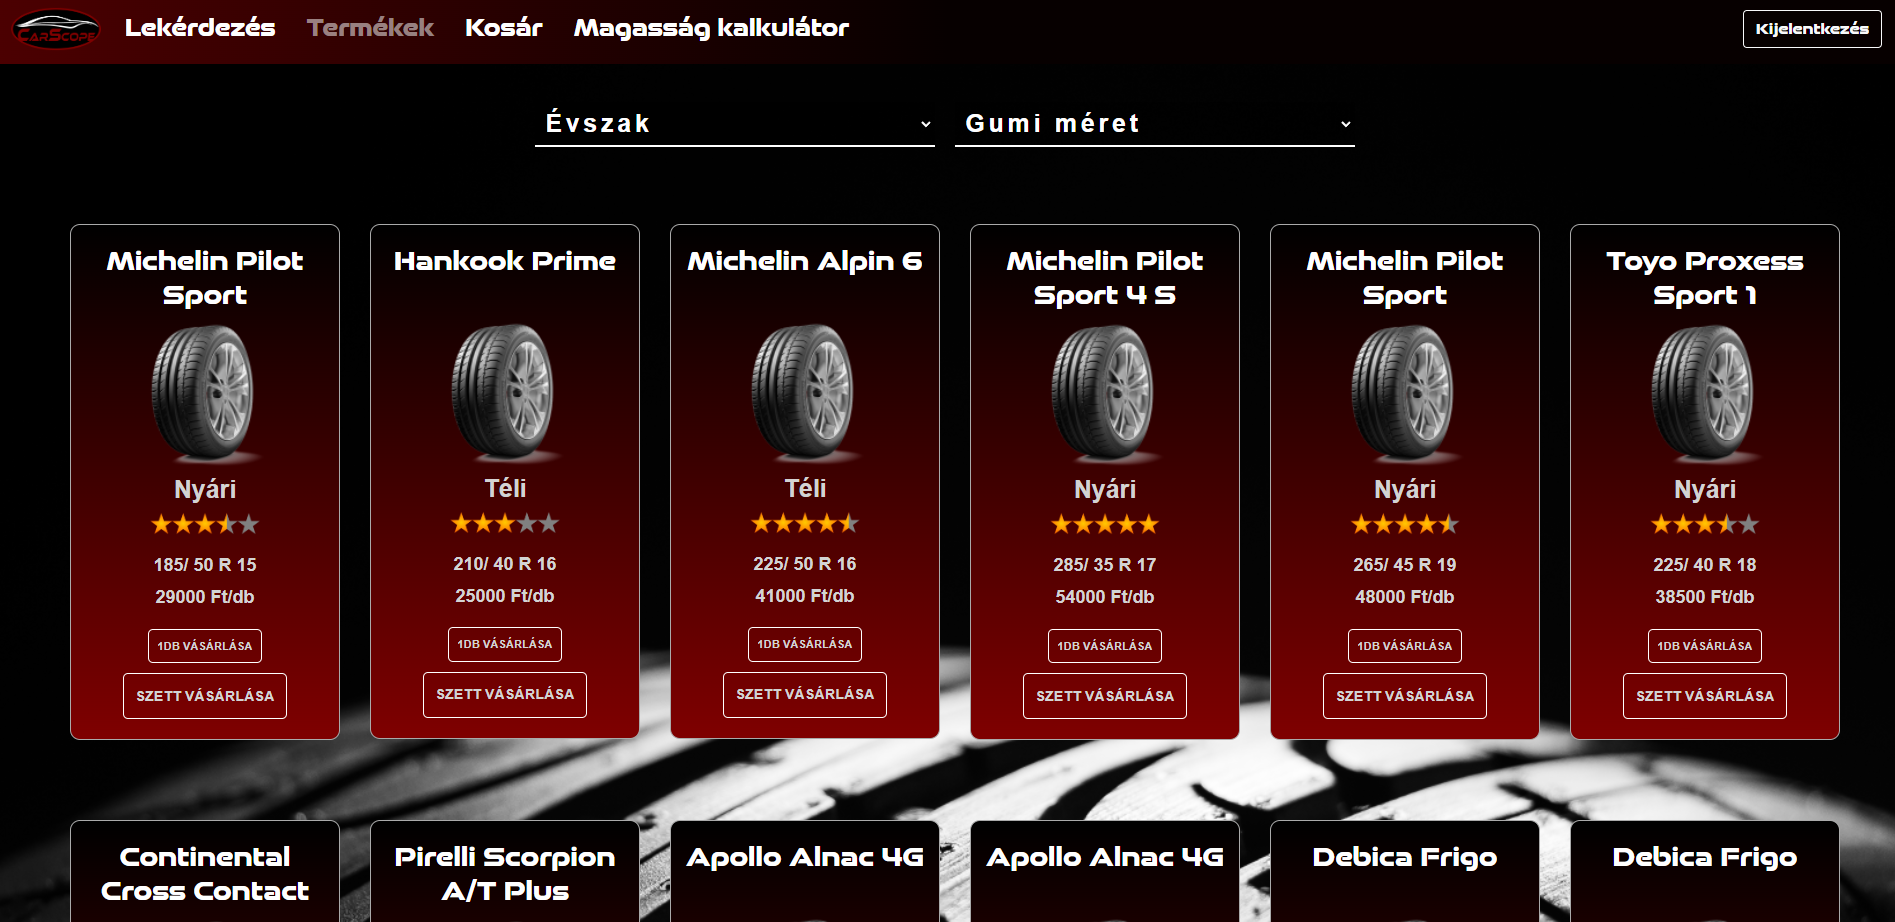 CarScope Lekérdezés Termékek Kosár Magasság kalkulátor Kijelentkezés
Évszak Gumi méret
Michelin Pilot
Sport
Nyári
185/ 50 R 15
29000 Ft/db
1DB VÁSÁRLÁSA
SZETT VÁSÁRLÁSA
Hankook Prime
Téli
210/ 40 R 16
25000 Ft/db
1DB VÁSÁRLÁSA
SZETT VÁSÁRLÁSA
Michelin Alpin 6
Téli
225/ 50 R 16
41000 Ft/db
1DB VÁSÁRLÁSA
SZETT VÁSÁRLÁSA
Michelin Pilot
Sport 4 S
Nyári
285/ 35 R 17
54000 Ft/db
1DB VÁSÁRLÁSA
SZETT VÁSÁRLÁSA
Michelin Pilot
Sport
Nyári
265/ 45 R 19
48000 Ft/db
1DB VÁSÁRLÁSA
SZETT VÁSÁRLÁSA
Toyo Proxess
Sport 1
Nyári
225/ 40 R 18
38500 Ft/db
1DB VÁSÁRLÁSA
SZETT VÁSÁRLÁSA
Continental
Cross Contact
Pirelli Scorpion
A/T Plus
Apollo Alnac 4G
Apollo Alnac 4G
Debica Frigo
Debica Frigo